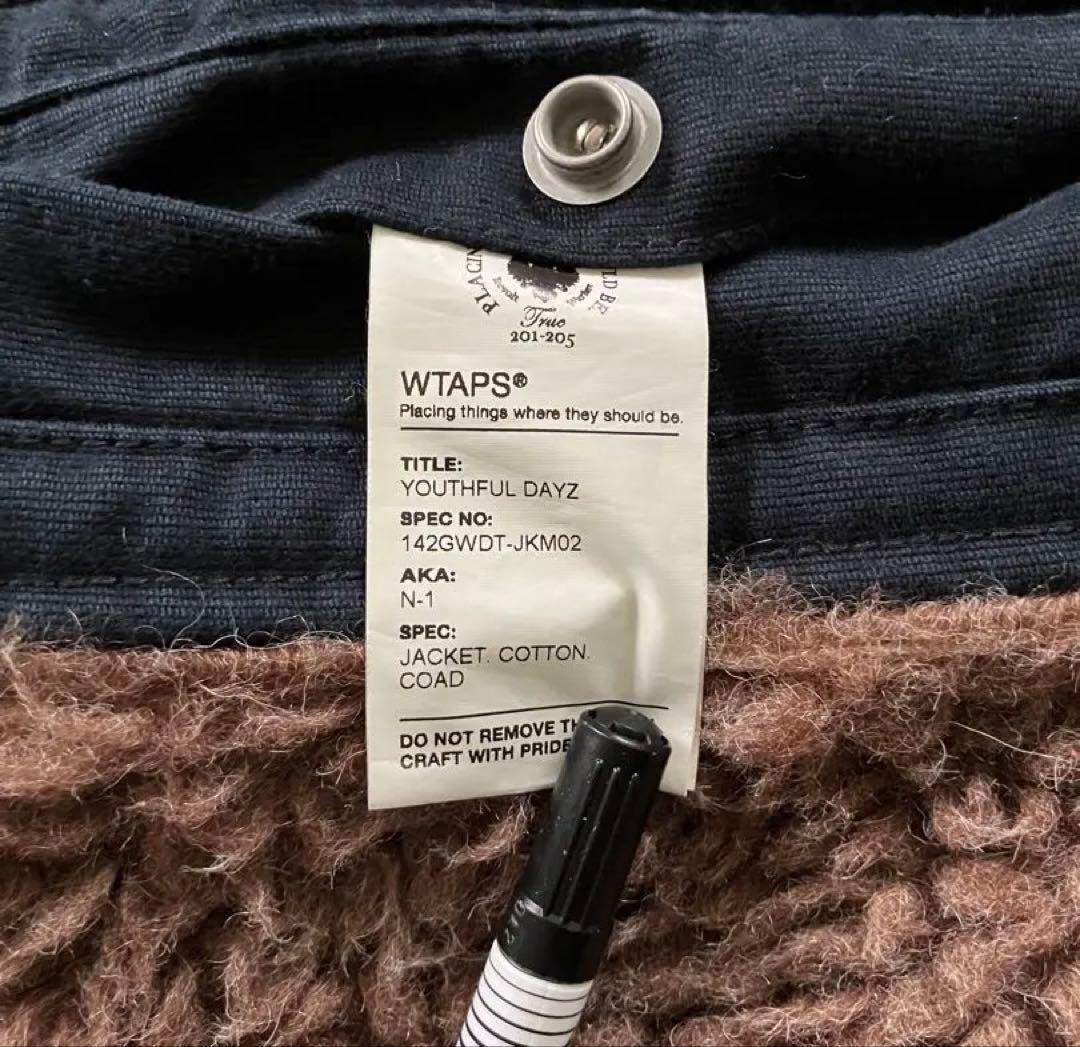 True
201-205
WTAPS®
Placing things where they should be.
TITLE:
YOUTHFUL DAYZ
SPEC NO:
142GWDT-JKM02
AKA:
N-1
SPEC:
JACKET. COTTON.
COAD
DO NOT REMOVE
CRAFT WITH PRIDE